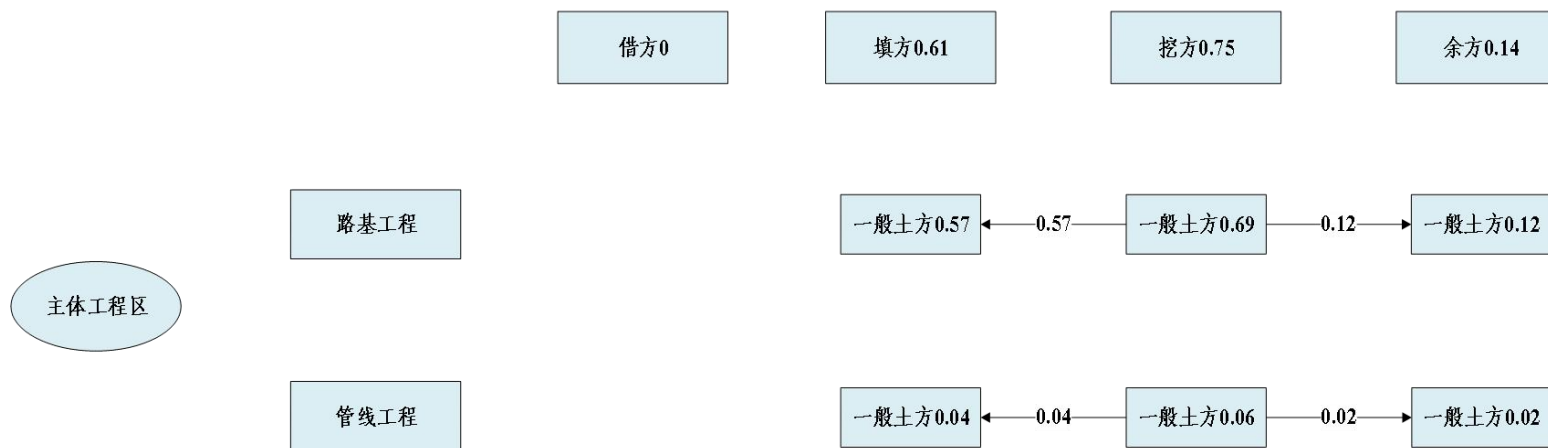 借方0
填方0.61
挖方0.75
余方0.14
路基工程
一般土方0.57
0.57
一般土方0.69
0.12
一般土方0.12
主体工程区
管线工程
一般土方0.04
0.04
一般土方0.06
0.02
一般土方0.02